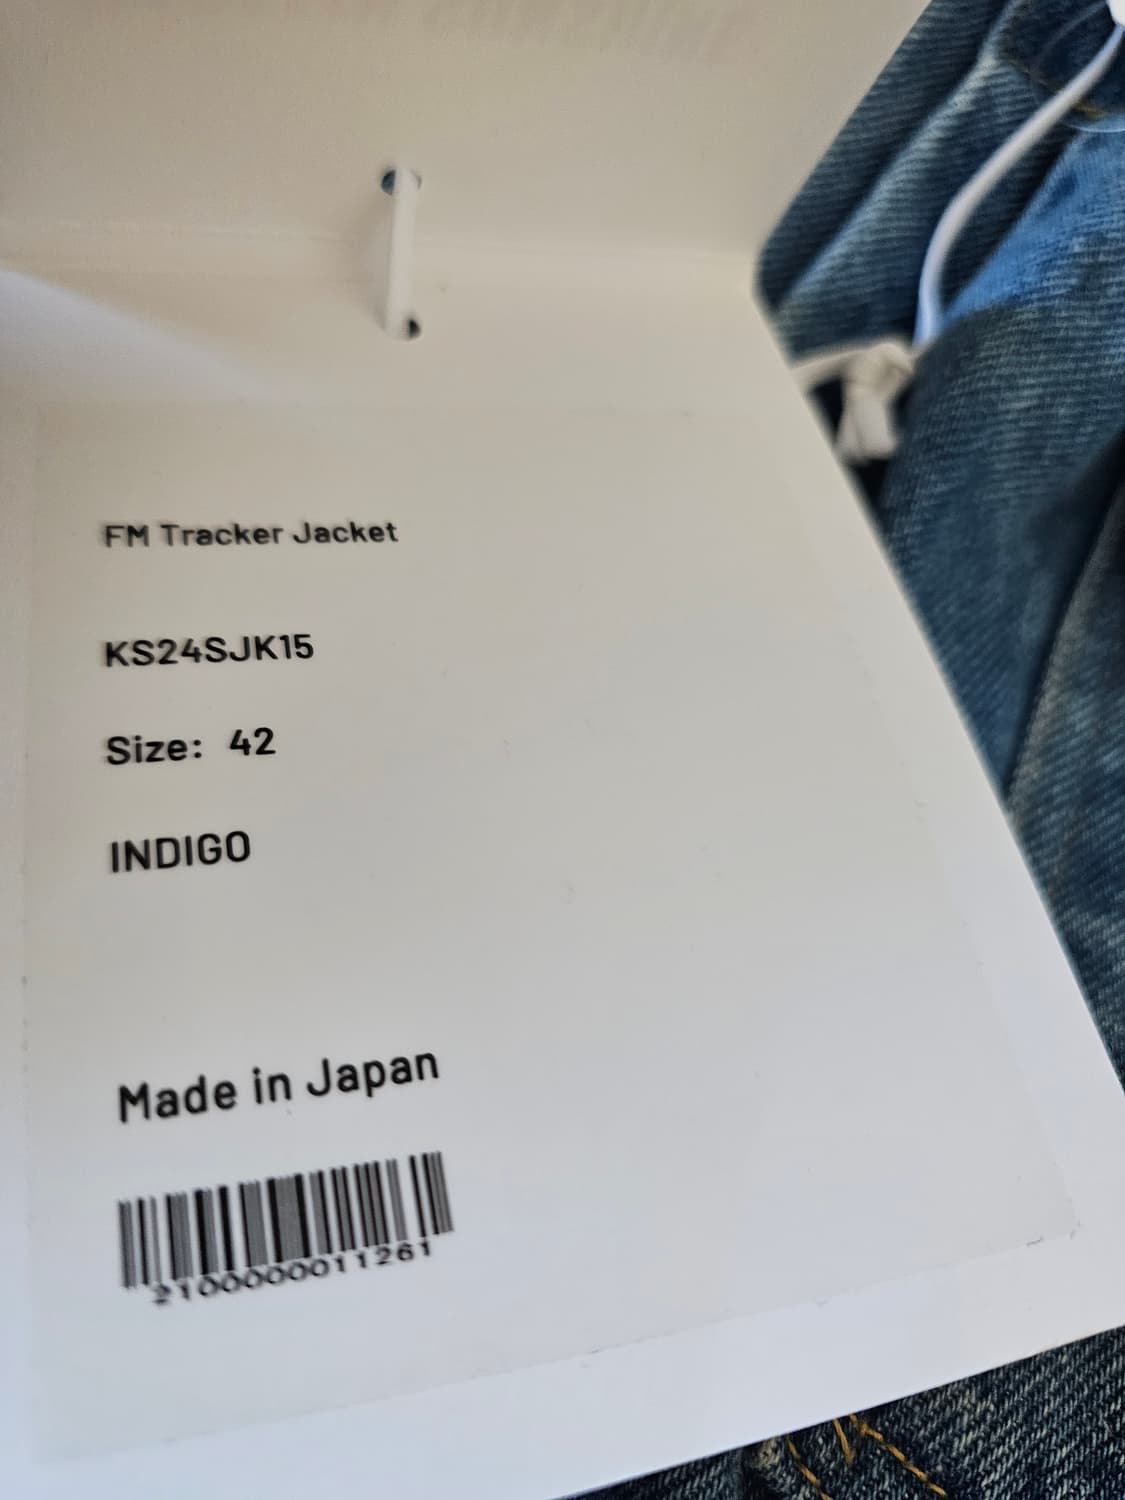 FM Tracker Jacket
KS24SJK15
Size: 42
INDIGO
Made in Japan
2100000011261